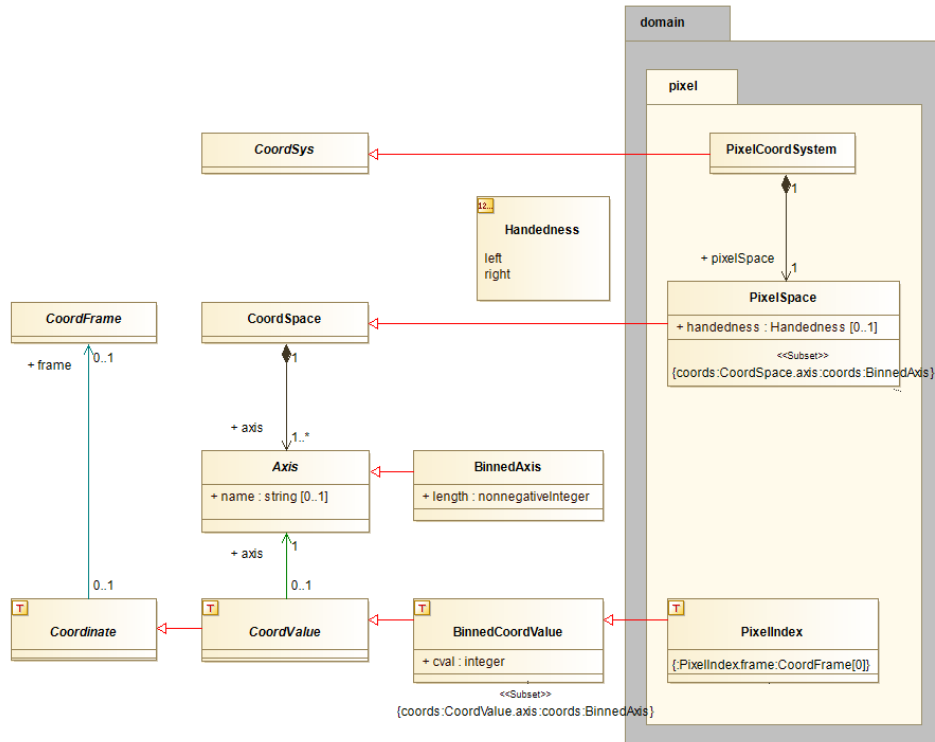 domain
pixel
CoordSys
PixelCoordSystem
1
12...
Handedness
left
right
+ pixelSpace
1
PixelSpace
+ handedness : Handedness [0..1]
<<Subset>>
{coords:CoordSpace.axis:coords:BinnedAxis}
...
CoordFrame
CoordSpace
+ frame
0..1
1
+ axis
1..*
Axis
+ name : string [0..1]
BinnedAxis
+ length : nonnegativeInteger
+ axis
1
0..1
0..1
T
Coordinate
T
CoordValue
T
BinnedCoordValue
+ cval : integer
<<Subset>>
{coords:CoordValue.axis:coords:BinnedAxis}
T
PixelIndex
{:PixelIndex.frame:CoordFrame[0]}